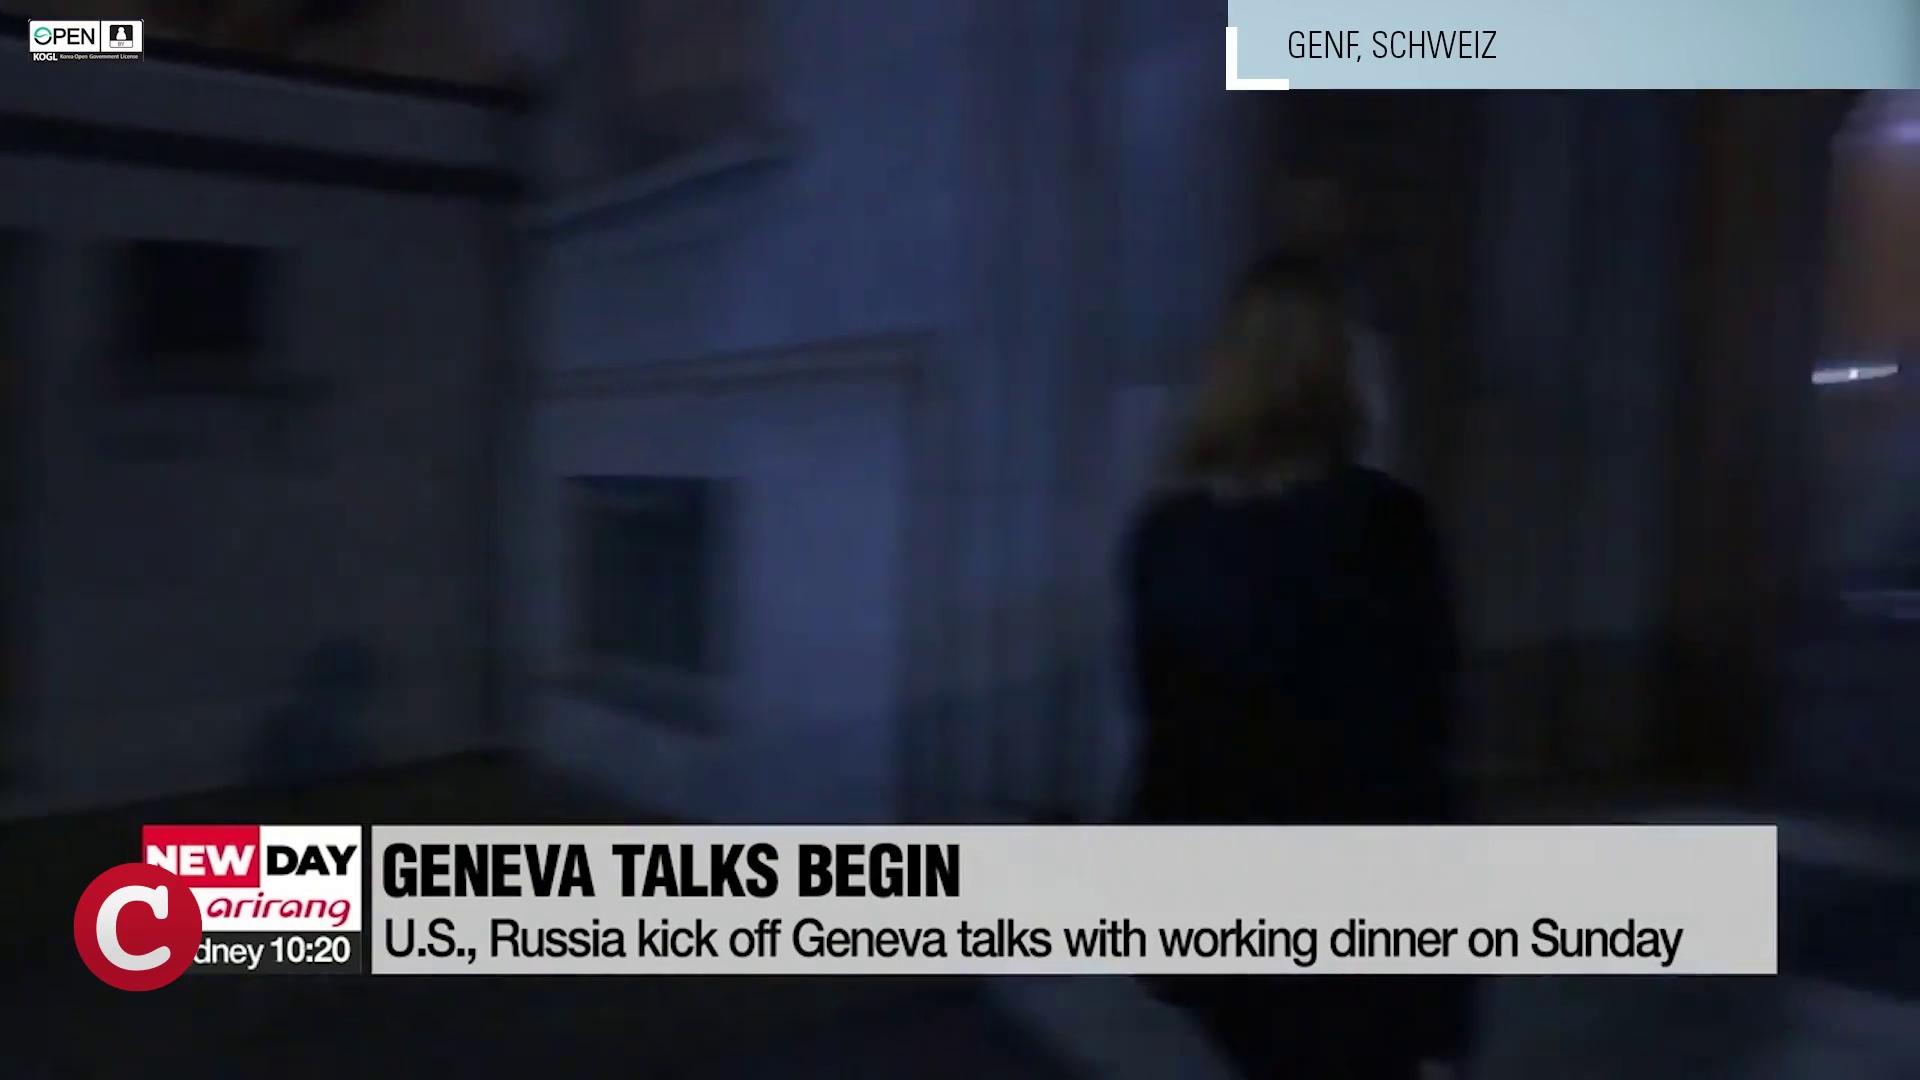 OPEN
BY
KOGL Korea Open Government License
GENF, SCHWEIZ
NEW DAY
arirang
dney 10:20
GENEVA TALKS BEGIN
U.S., Russia kick off Geneva talks with working dinner on Sunday
C